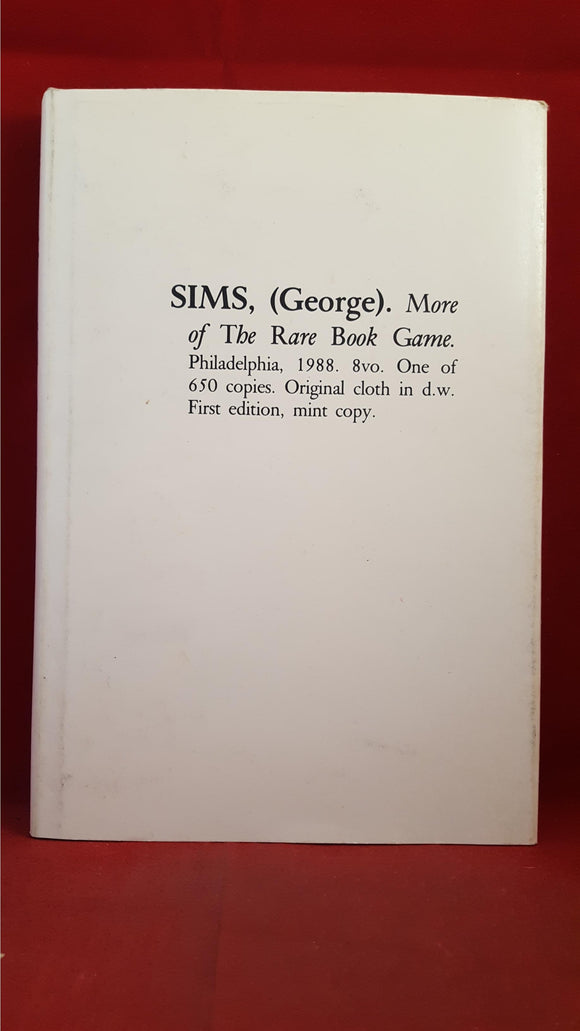 SIMS, (George). More
of The Rare Book Game.
Philadelphia, 1988. 8vo. One of
650 copies. Original cloth in d.w.
First edition, mint copy.